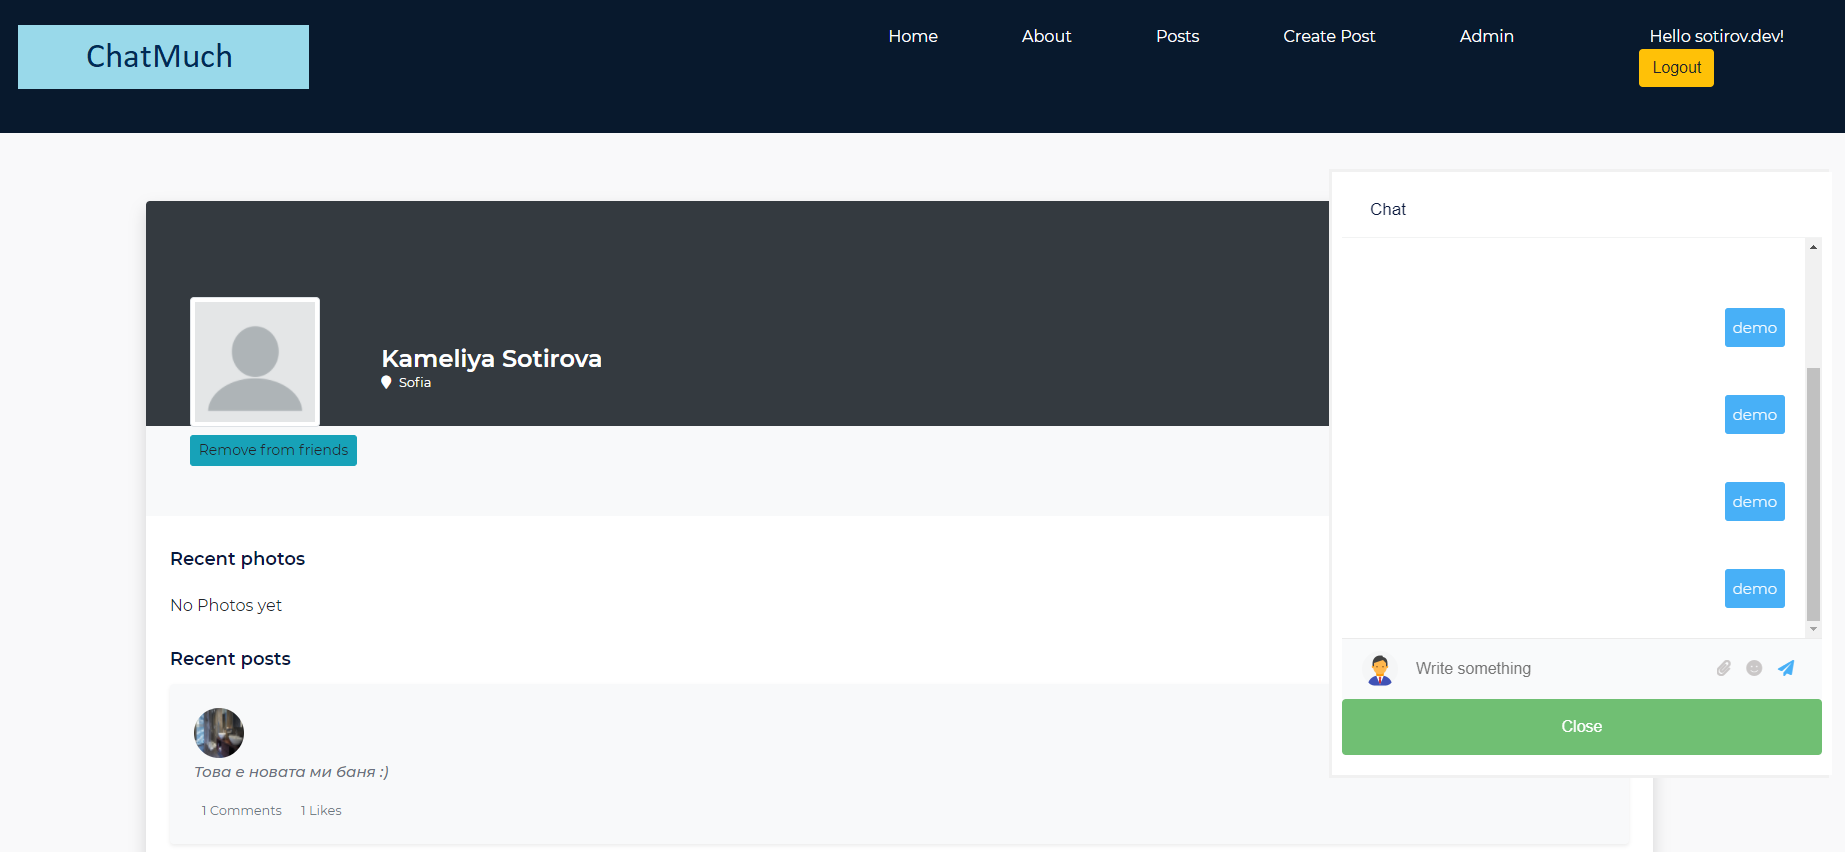 ChatMuch
Home About Posts Create Post Admin Hello sotirov.dev!
Logout
Kameliya Sotirova
Sofia
Remove from friends
Recent photos
No Photos yet
Recent posts
Това е новата ми баня :)
1 Comments 1 Likes
Chat
demo
demo
demo
demo
Write something
Close